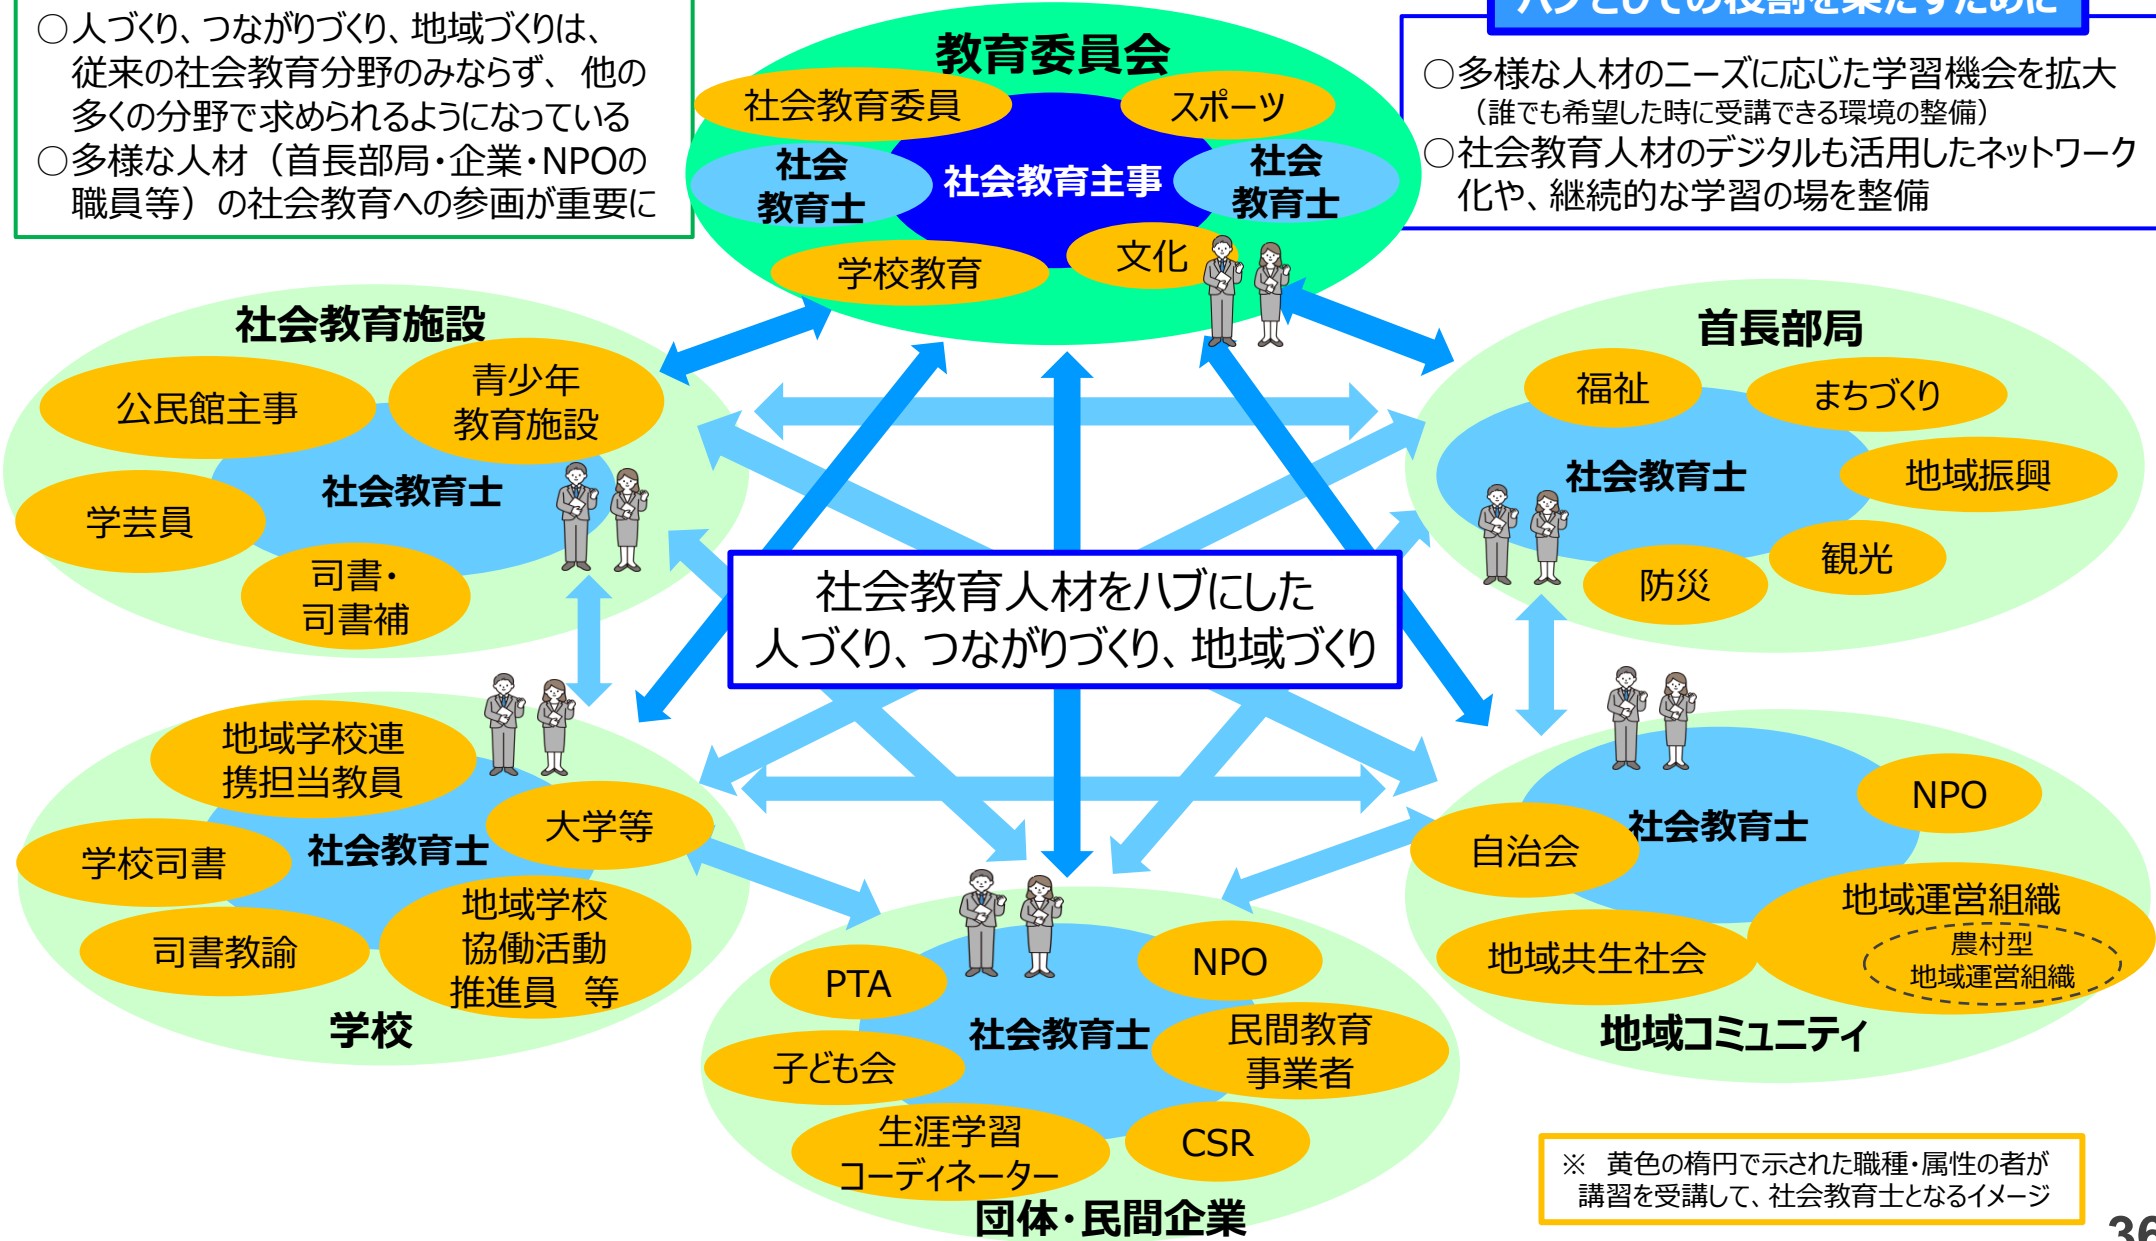 ○人づくり、つながりづくり、地域づくりは、
従来の社会教育分野のみならず、他の
多くの分野で求められるようになっている
○多様な人材（首長部局・企業・NPOの
職員等）の社会教育への参画が重要に
ハブとしての役割を果たすために
○多様な人材のニーズに応じた学習機会を拡大
（誰でも希望した時に受講できる環境の整備）
○社会教育人材のデジタルも活用したネットワーク
化や、継続的な学習の場を整備
教育委員会
社会教育委員
スポーツ
社会
教育士
社会教育主事
社会
教育士
学校教育
文化
社会教育施設
公民館主事
青少年
教育施設
社会教育士
学芸員
司書・
司書補
首長部局
福祉
まちづくり
社会教育士
地域振興
観光
防災
社会教育人材をハブにした
人づくり、つながりづくり、地域づくり
地域学校連
携担当教員
大学等
社会教育士
学校司書
司書教諭
地域学校
協働活動
推進員 等
学校
PTA
NPO
社会教育士
民間教育
事業者
子ども会
生涯学習
コーディネーター
CSR
団体・民間企業
NPO
社会教育士
自治会
地域運営組織
農村型
地域運営組織
地域共生社会
地域コミュニティ
※ 黄色の楕円で示された職種・属性の者が
講習を受講して、社会教育士となるイメージ
36